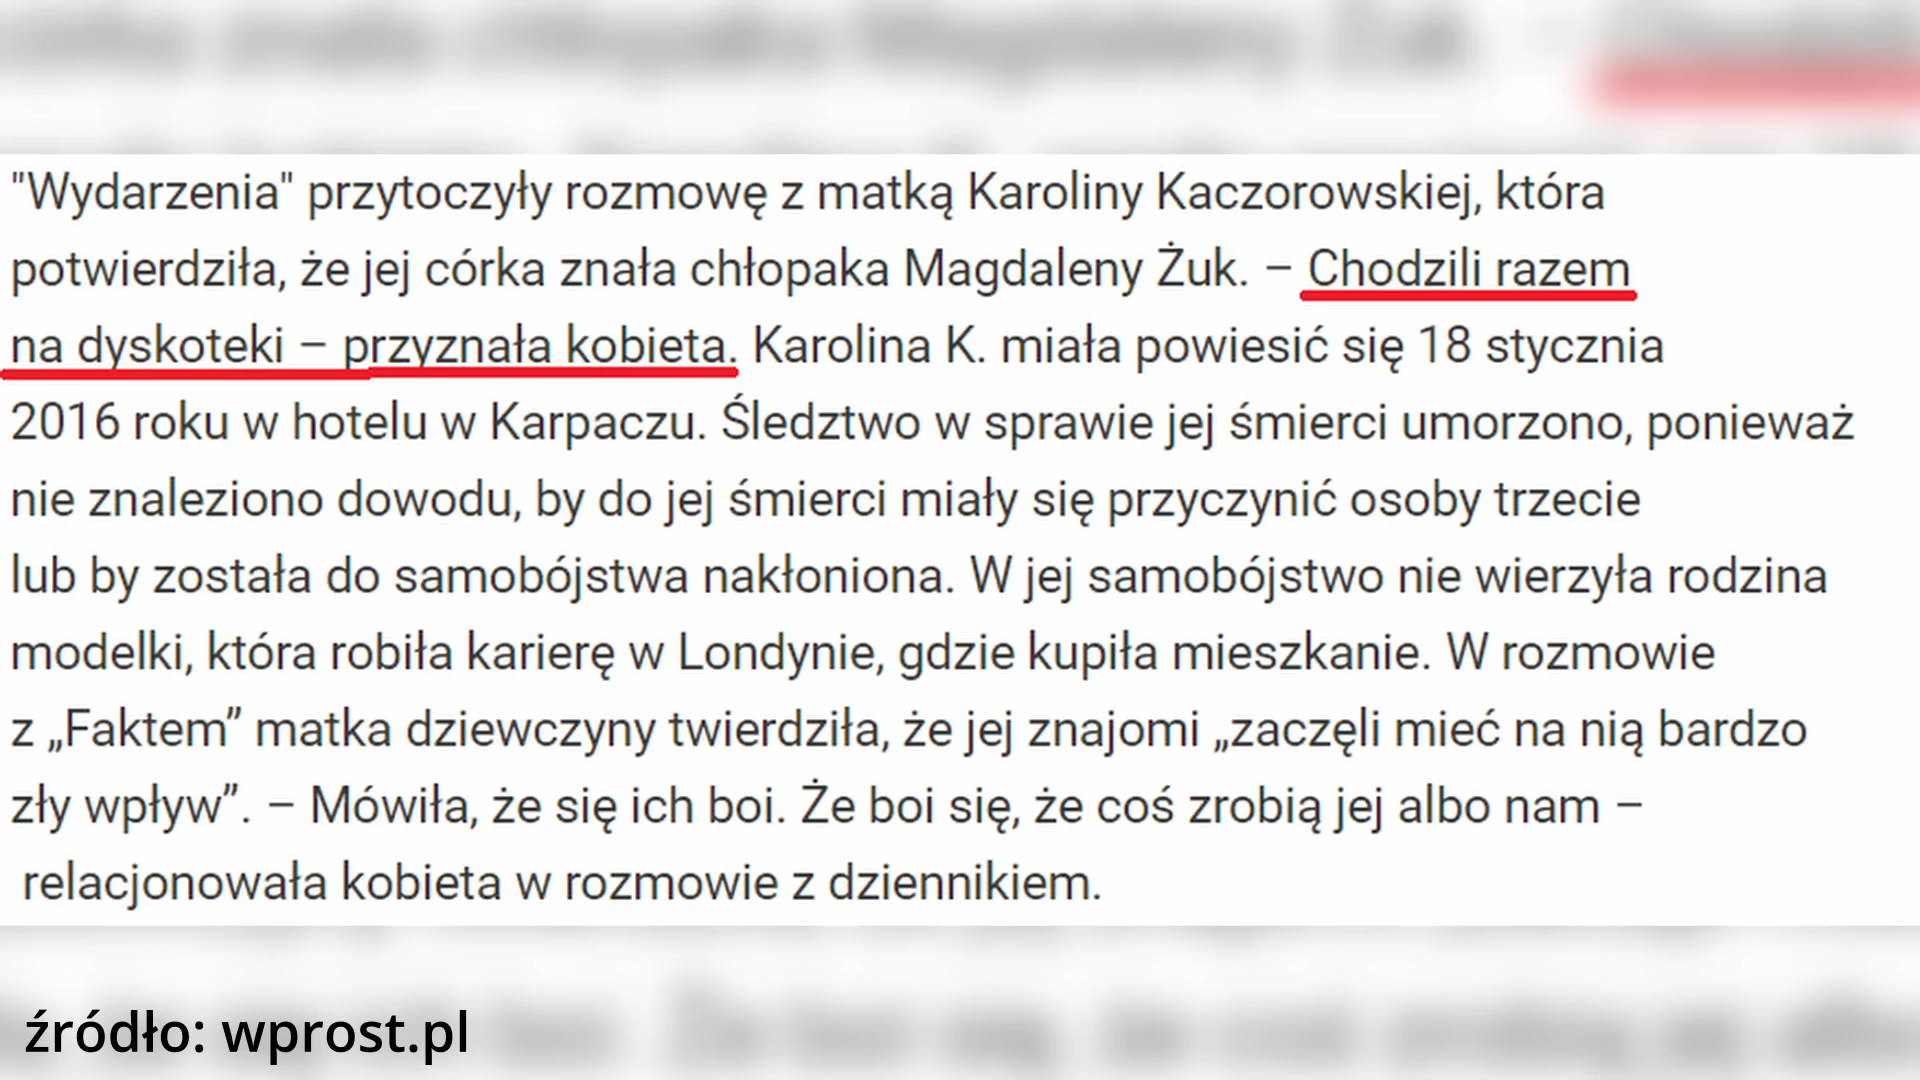 "Wydarzenia" przytoczyły rozmowę z matką Karoliny Kaczorowskiej, która
potwierdziła, że jej córka znała chłopaka Magdaleny Żuk. – Chodzili razem
na dyskoteki – przyznała kobieta. Karolina K. miała powiesić się 18 stycznia
2016 roku w hotelu w Karpaczu. Śledztwo w sprawie jej śmierci umorzono, ponieważ
nie znaleziono dowodu, by do jej śmierci miały się przyczynić osoby trzecie
lub by została do samobójstwa nakłoniona. W jej samobójstwo nie wierzyła rodzina
modelki, która robiła karierę w Londynie, gdzie kupiła mieszkanie. W rozmowie
z „Faktem” matka dziewczyny twierdziła, że jej znajomi „zaczęli mieć na nią bardzo
zły wpływ”. – Mówiła, że się ich boi. Że boi się, że coś zrobią jej albo nam –
relacjonowała kobieta w rozmowie z dziennikiem.
źródło: wprost.pl